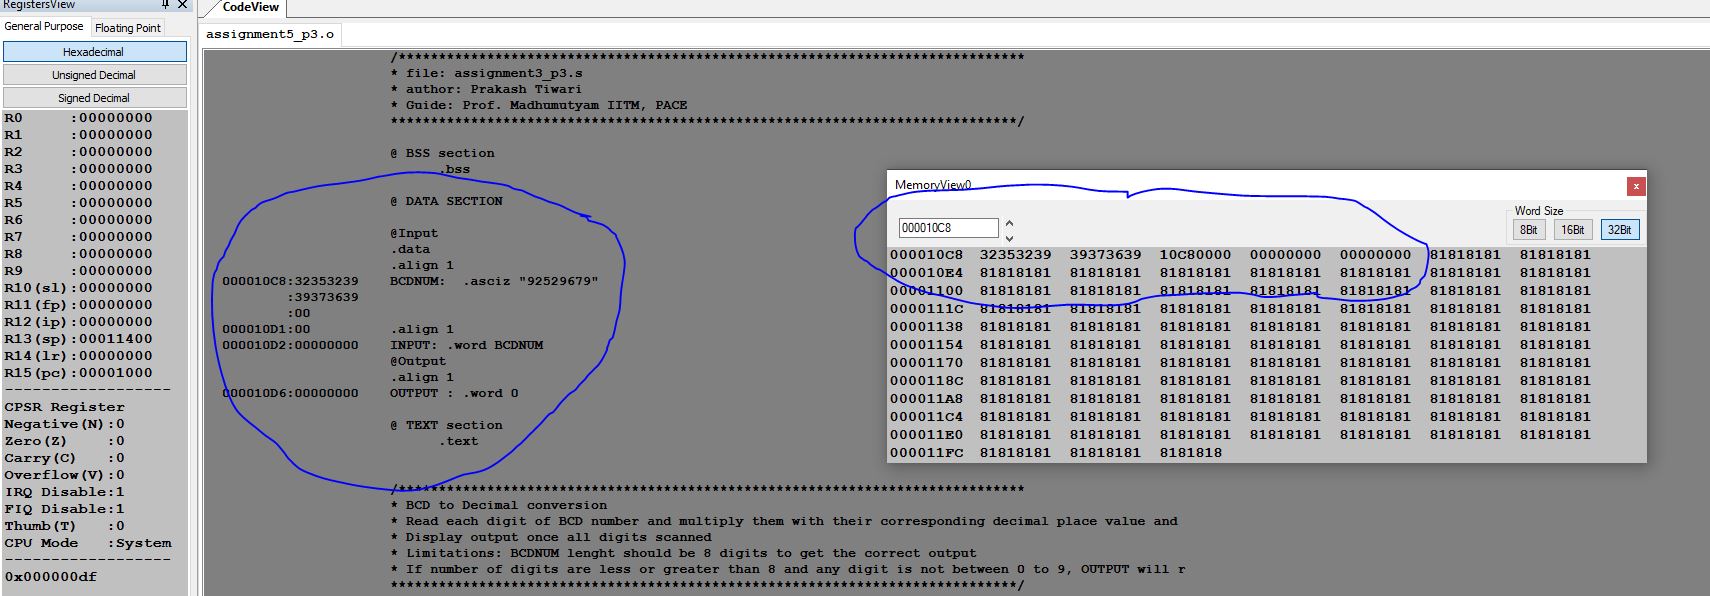 RegistersView
General Purpose
Floating Point
Hexadecimal
Unsigned Decimal
Signed Decimal
R0 :00000000
R1 :00000000
R2 :00000000
R3 :00000000
R4 :00000000
R5 :00000000
R6 :00000000
R7 :00000000
R8 :00000000
R9 :00000000
R10(sl):00000000
R11(fp):00000000
R12(ip):00000000
R13(sp):00011400
R14(lr):00000000
R15(pc):00001000
-------------------
CPSR Register
Negative(N):0
Zero(Z) :0
Carry(C) :0
Overflow(V):0
IRQ Disable:1
FIQ Disable:1
Thumb(T) :0
CPU Mode :System
-------------------
0x000000df
CodeView
assignment5_p3.o
/******************************************************************************
* file: assignment3_p3.s
* author: Prakash Tiwari
* Guide: Prof. Madhumutyam IITM, PACE
******************************************************************************/
@ BSS section
.bss
@ DATA SECTION
@Input
.data
.align 1
000010C8:32353239 BCDNUM: .asciz "92529679"
:39373639
:00
000010D1:00 .align 1
000010D2:00000000 INPUT: .word BCDNUM
@Output
.align 1
000010D6:00000000 OUTPUT : .word 0
@ TEXT section
.text
/******************************************************************************
* BCD to Decimal conversion
* Read each digit of BCD number and multiply them with their corresponding decimal place value and
* Display output once all digits scanned
* Limitations: BCDNUM lenght should be 8 digits to get the correct output
* If number of digits are less or greater than 8 and any digit is not between 0 to 9, OUTPUT will r
******************************************************************************/
MemoryView0
x
000010C8
Word Size
8Bit 16Bit 32Bit
000010C8 32353239 39373639 10C80000 00000000 00000000 81818181 81818181
000010E4 81818181 81818181 81818181 81818181 81818181 81818181 81818181
00001100 81818181 81818181 81818181 81818181 81818181 81818181 81818181
0000111C 81818181 81818181 81818181 81818181 81818181 81818181 81818181
00001138 81818181 81818181 81818181 81818181 81818181 81818181 81818181
00001154 81818181 81818181 81818181 81818181 81818181 81818181 81818181
00001170 81818181 81818181 81818181 81818181 81818181 81818181 81818181
0000118C 81818181 81818181 81818181 81818181 81818181 81818181 81818181
000011A8 81818181 81818181 81818181 81818181 81818181 81818181 81818181
000011C4 81818181 81818181 81818181 81818181 81818181 81818181 81818181
000011E0 81818181 81818181 81818181 81818181 81818181 81818181 81818181
000011FC 81818181 81818181 8181818